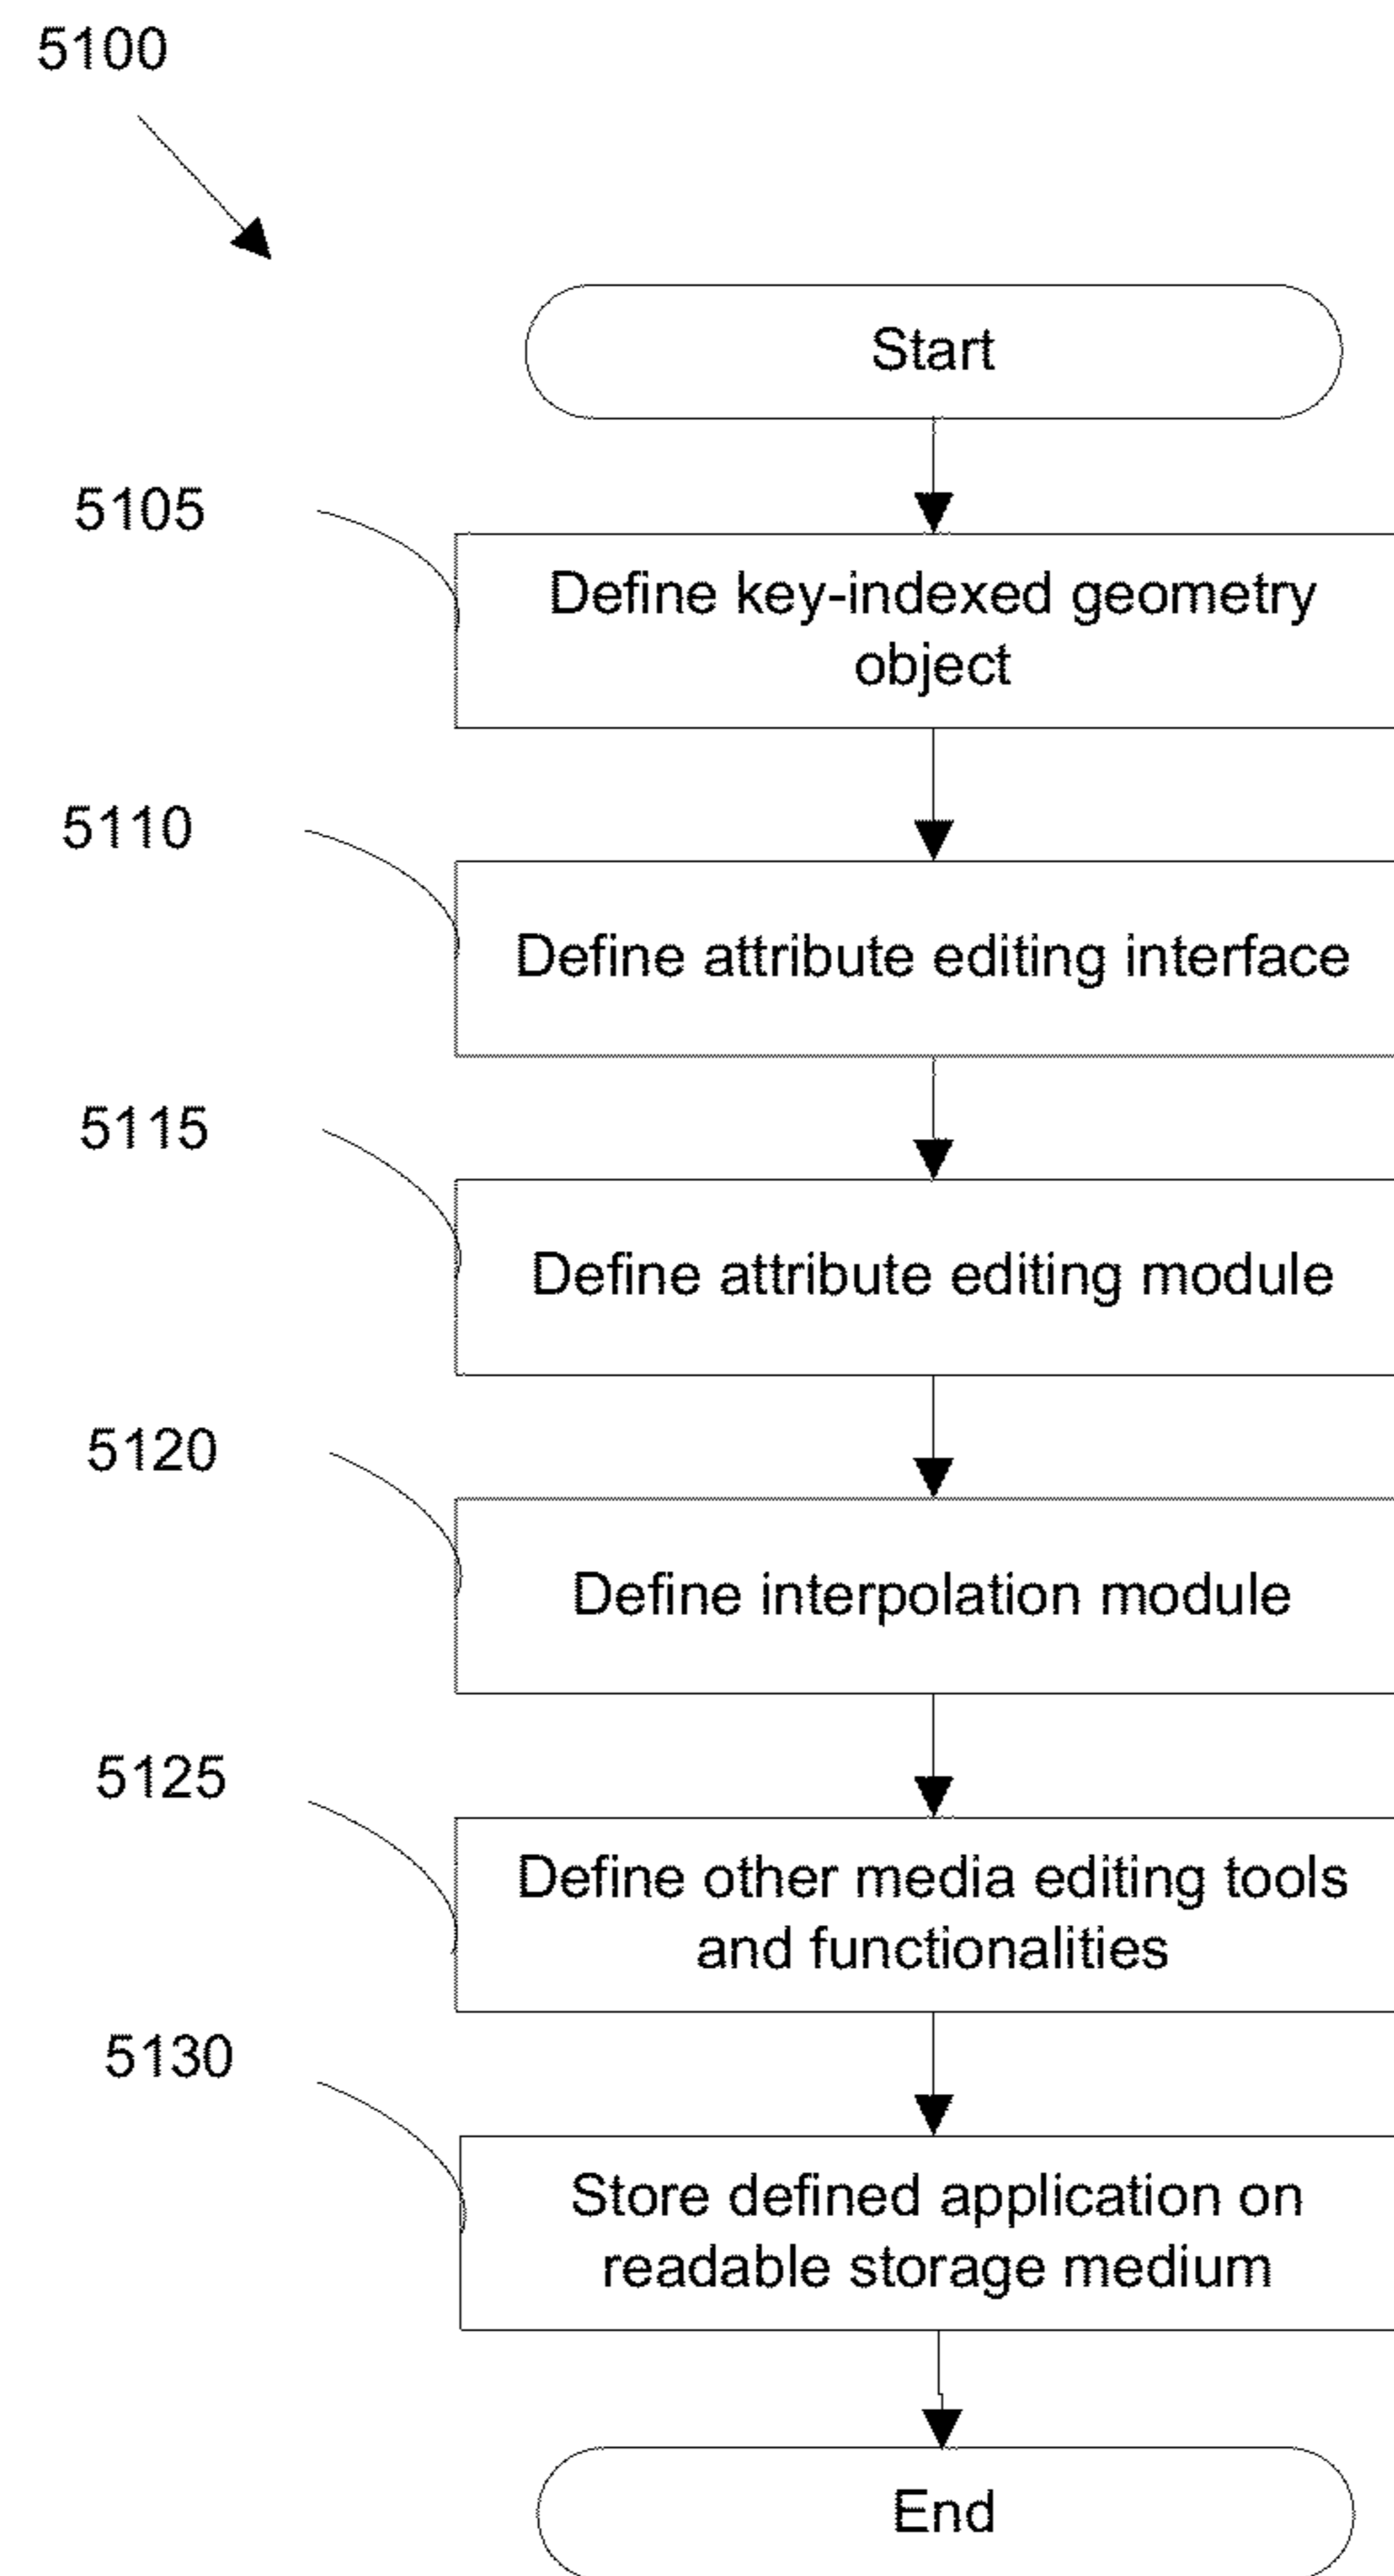 5100
Start
5105
Define key-indexed geometry
object
5110
Define attribute editing interface
5115
Define attribute editing module
5120
Define interpolation module
5125
Define other media editing tools
and functionalities
5130
Store defined application on
readable storage medium
End